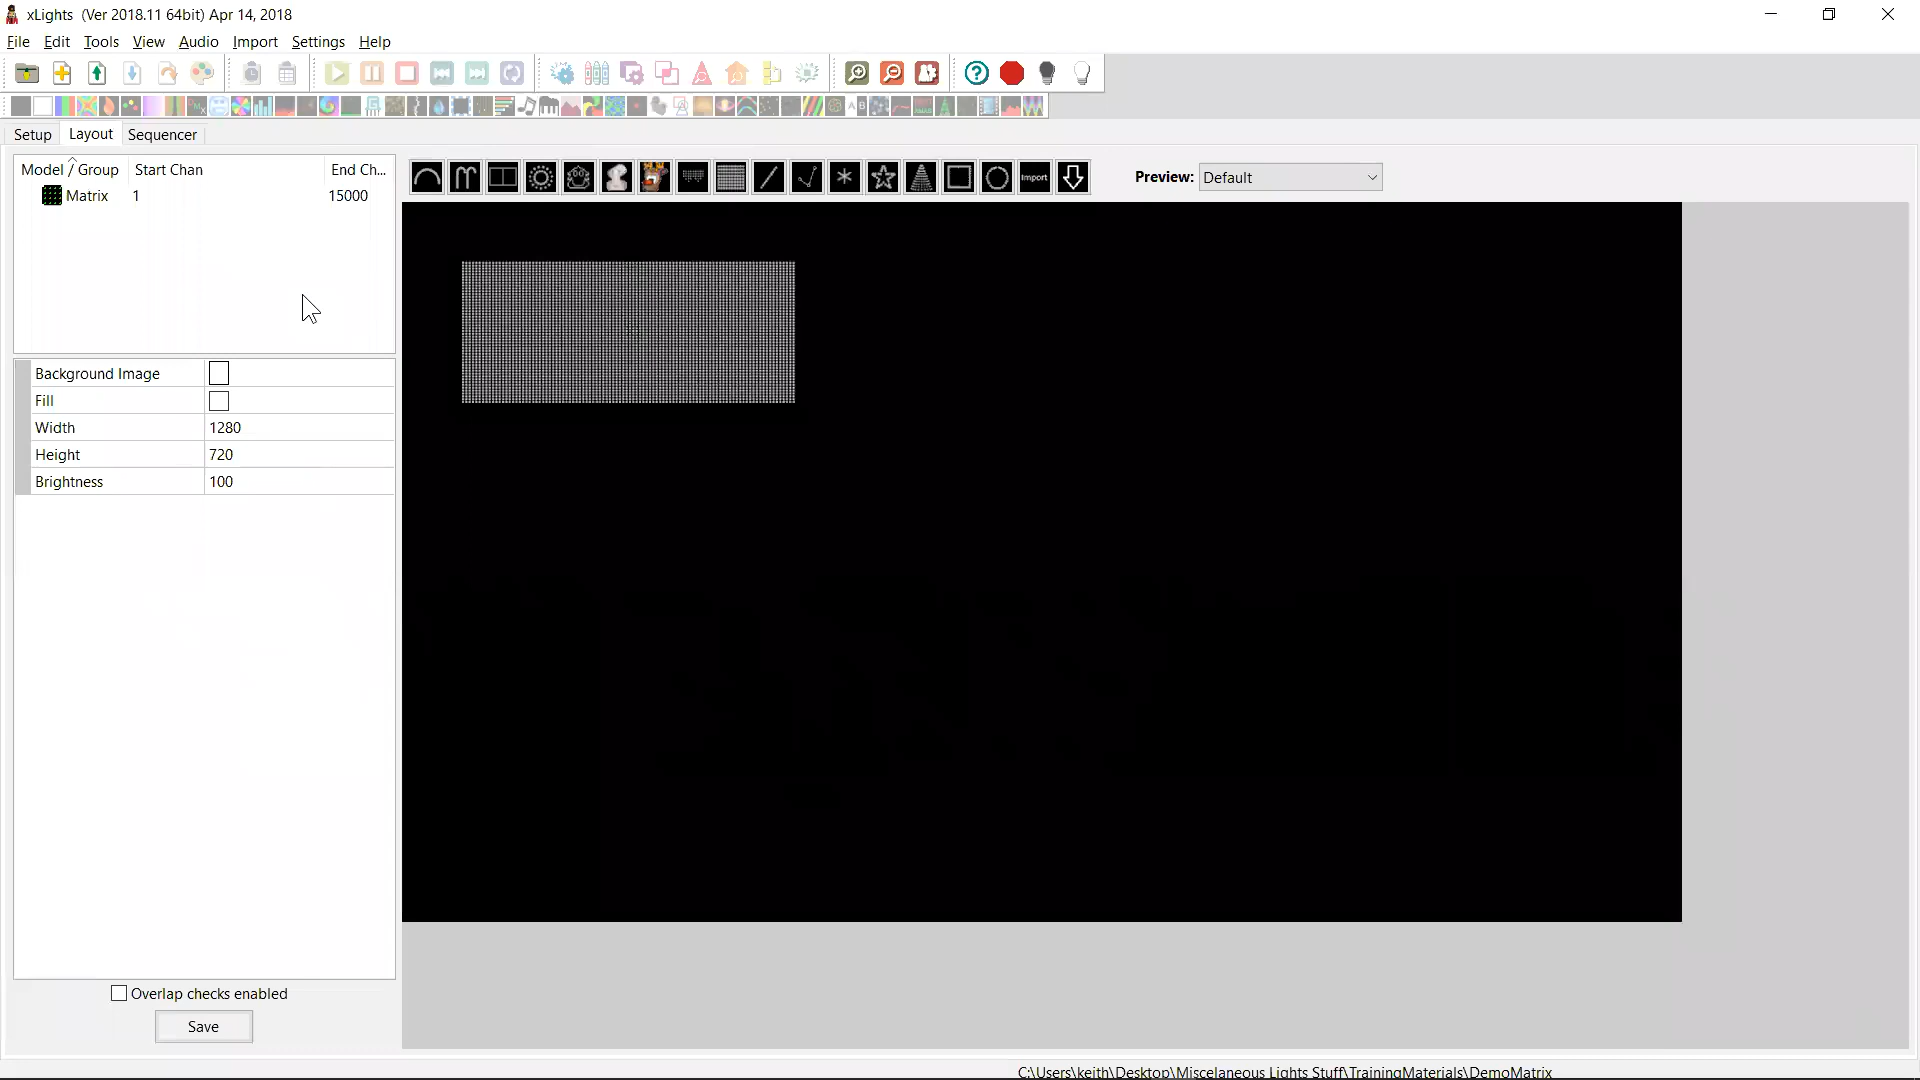 xLights (Ver 2018.11 64bit) Apr 14, 2018
File Edit Tools View Audio Import Settings Help
Setup Layout Sequencer
Model / Group Start Chan End Ch...
Matrix 1 15000
Import
Preview: Default
Background Image
Fill
Width 1280
Height 720
Brightness 100
Overlap checks enabled
Save
C:\Users\keith\Desktop\Miscelaneous Lights Stuff\TrainingMaterials\DemoMatrix